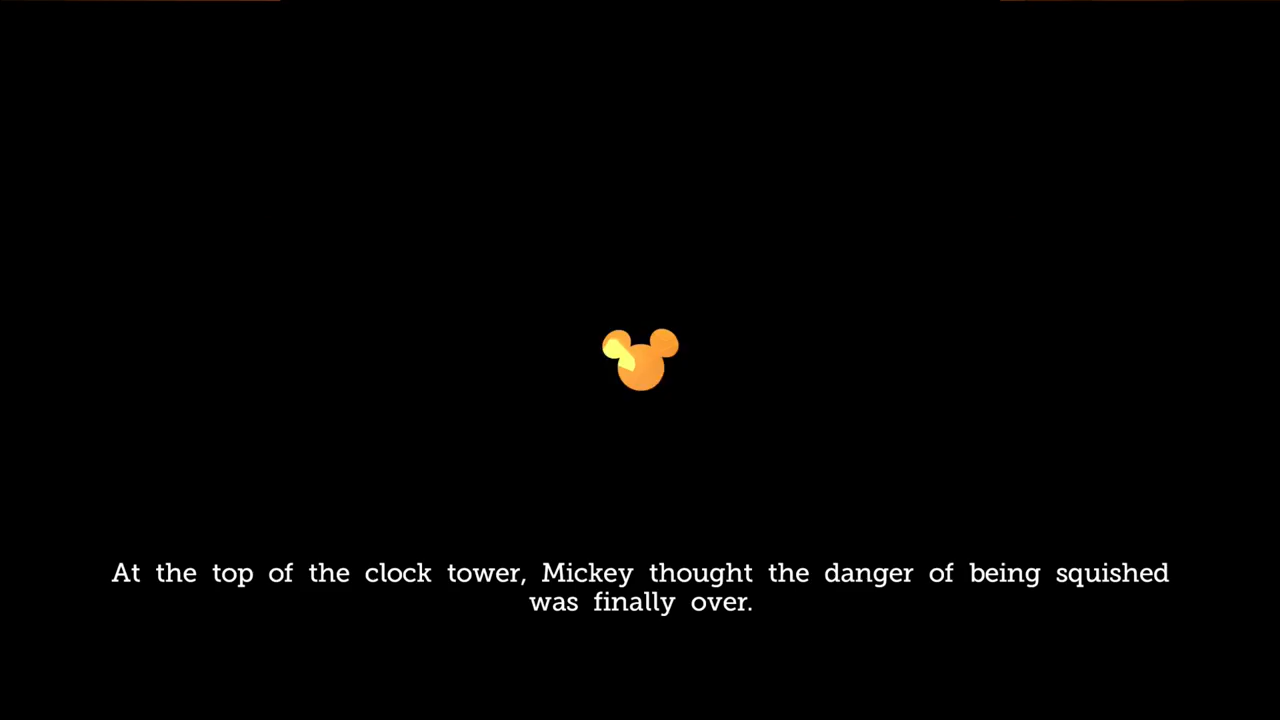 At the top of the clock tower, Mickey thought the danger of being squished
was finally over.